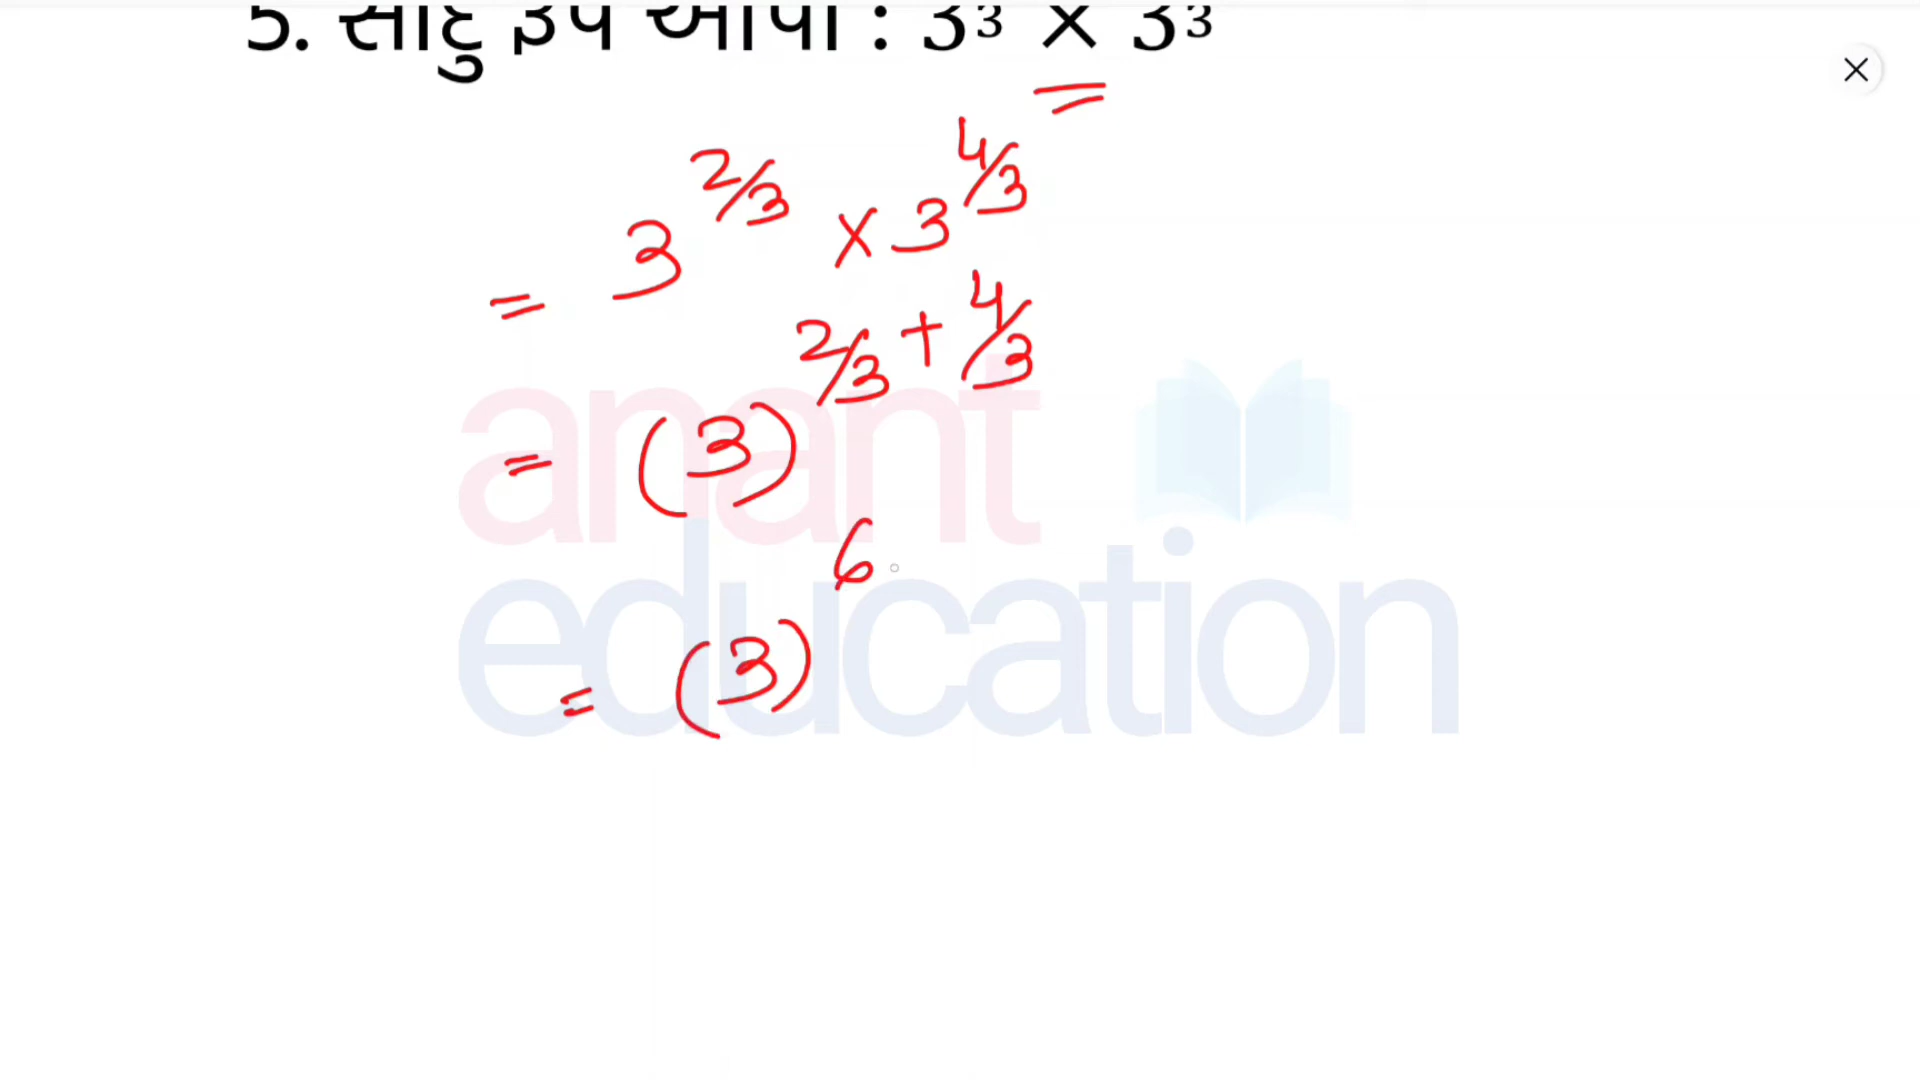 5. સાદું રૂપ આપો : 3³ × 3³
= 3^2/3 × 3^4/3
= (3)^2/3 + 4/3
= (3)^6
anant
education